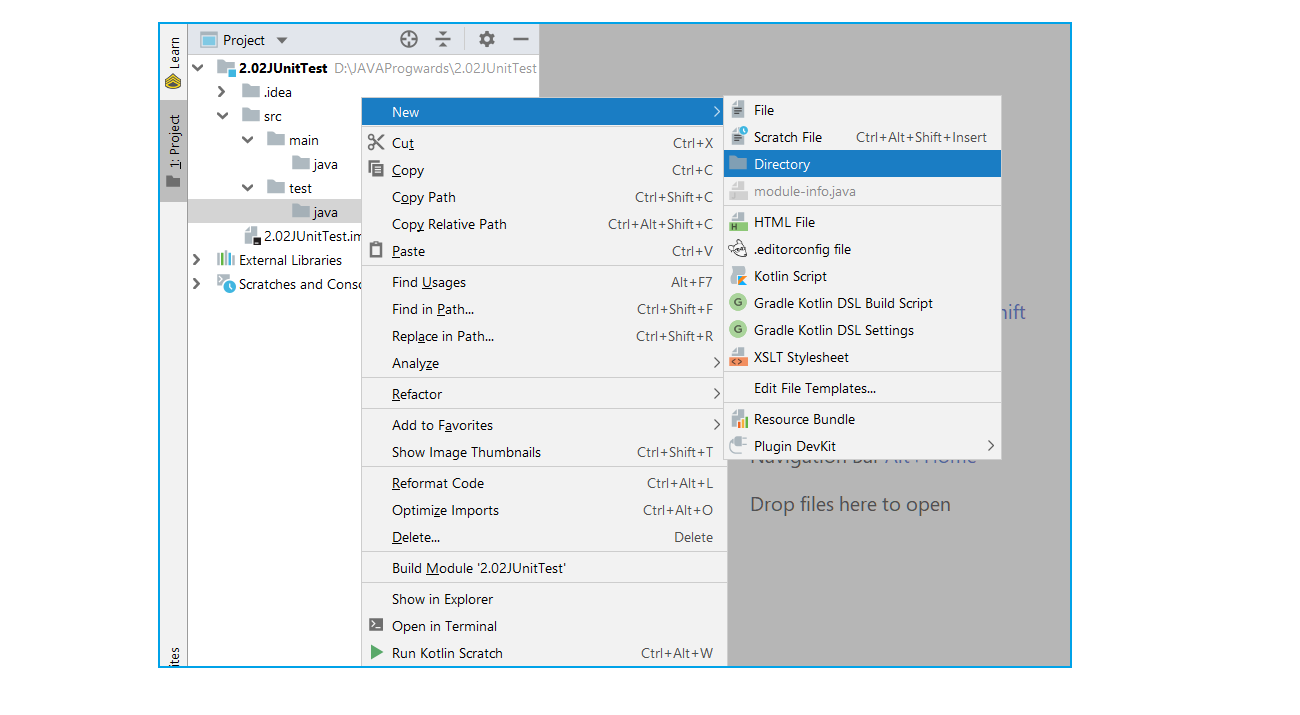 Learn
1: Project
Project
2.02JUnitTest D:\JAVAProgwards\2.02JUnitTest
.idea
src
main
java
test
java
2.02JUnitTest.im
External Libraries
Scratches and Conso
New
Cut Ctrl+X
Copy Ctrl+C
Copy Path Ctrl+Shift+C
Copy Relative Path Ctrl+Alt+Shift+C
Paste Ctrl+V
Find Usages Alt+F7
Find in Path... Ctrl+Shift+F
Replace in Path... Ctrl+Shift+R
Analyze
Refactor
Add to Favorites
Show Image Thumbnails Ctrl+Shift+T
Reformat Code Ctrl+Alt+L
Optimize Imports Ctrl+Alt+O
Delete... Delete
Build Module '2.02JUnitTest'
Show in Explorer
Open in Terminal
Run Kotlin Scratch Ctrl+Alt+W
File
Scratch File Ctrl+Alt+Shift+Insert
Directory
module-info.java
HTML File
.editorconfig file
Kotlin Script
Gradle Kotlin DSL Build Script
Gradle Kotlin DSL Settings
XSLT Stylesheet
Edit File Templates...
Resource Bundle
Plugin DevKit
hift
Navigation Bar Alt+Home
Drop files here to open
ites